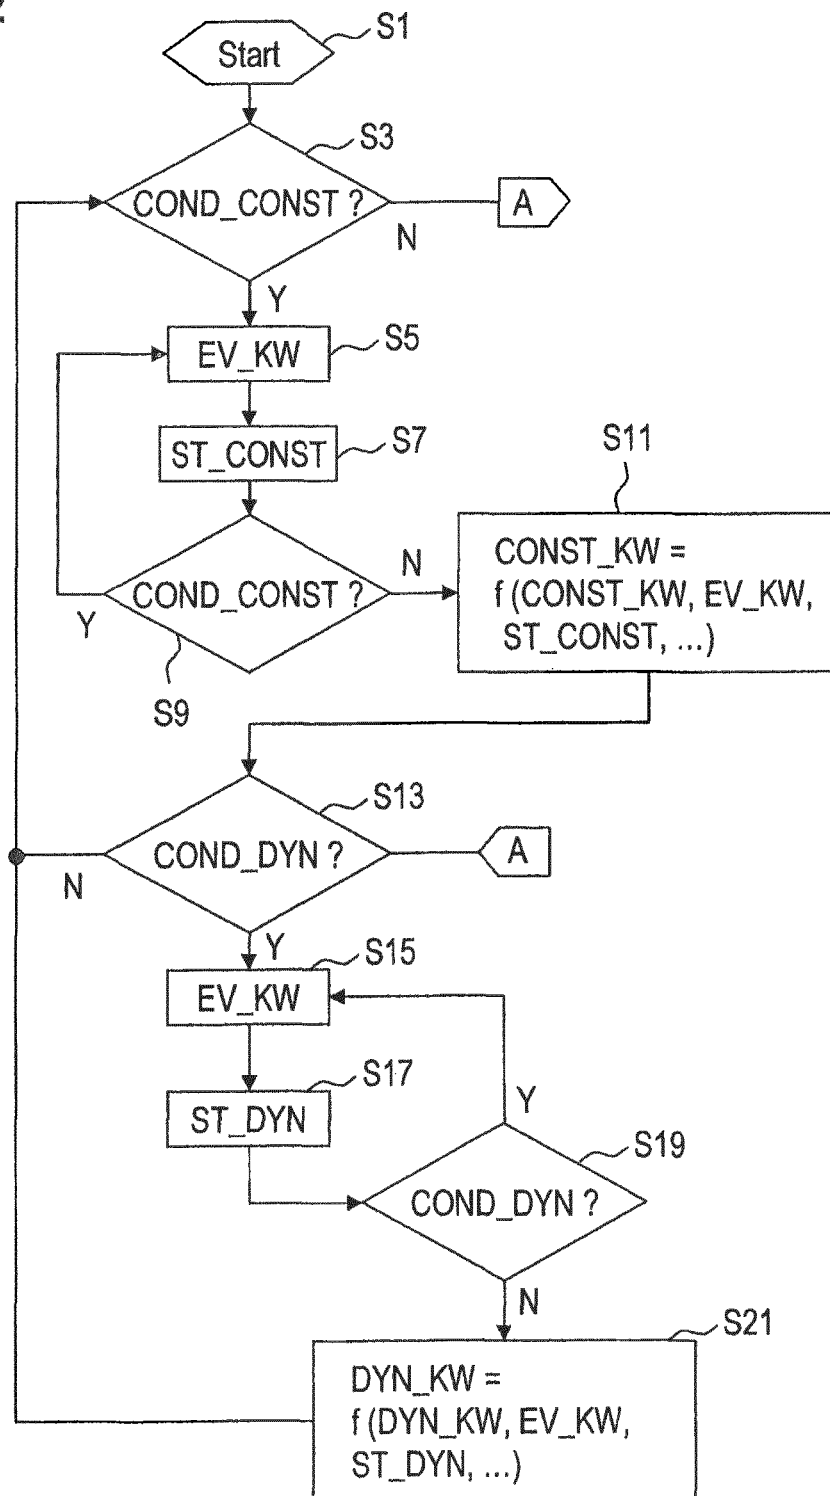 Start
S1
S3
COND_CONST ?
A
N
Y
EV_KW
S5
ST_CONST
S7
S11
COND_CONST ?
N
Y
S9
CONST_KW =
f (CONST_KW, EV_KW,
ST_CONST, ...)
S13
COND_DYN ?
A
N
Y
S15
EV_KW
S17
ST_DYN
Y
S19
COND_DYN ?
N
S21
DYN_KW =
f (DYN_KW, EV_KW,
ST_DYN, ...)